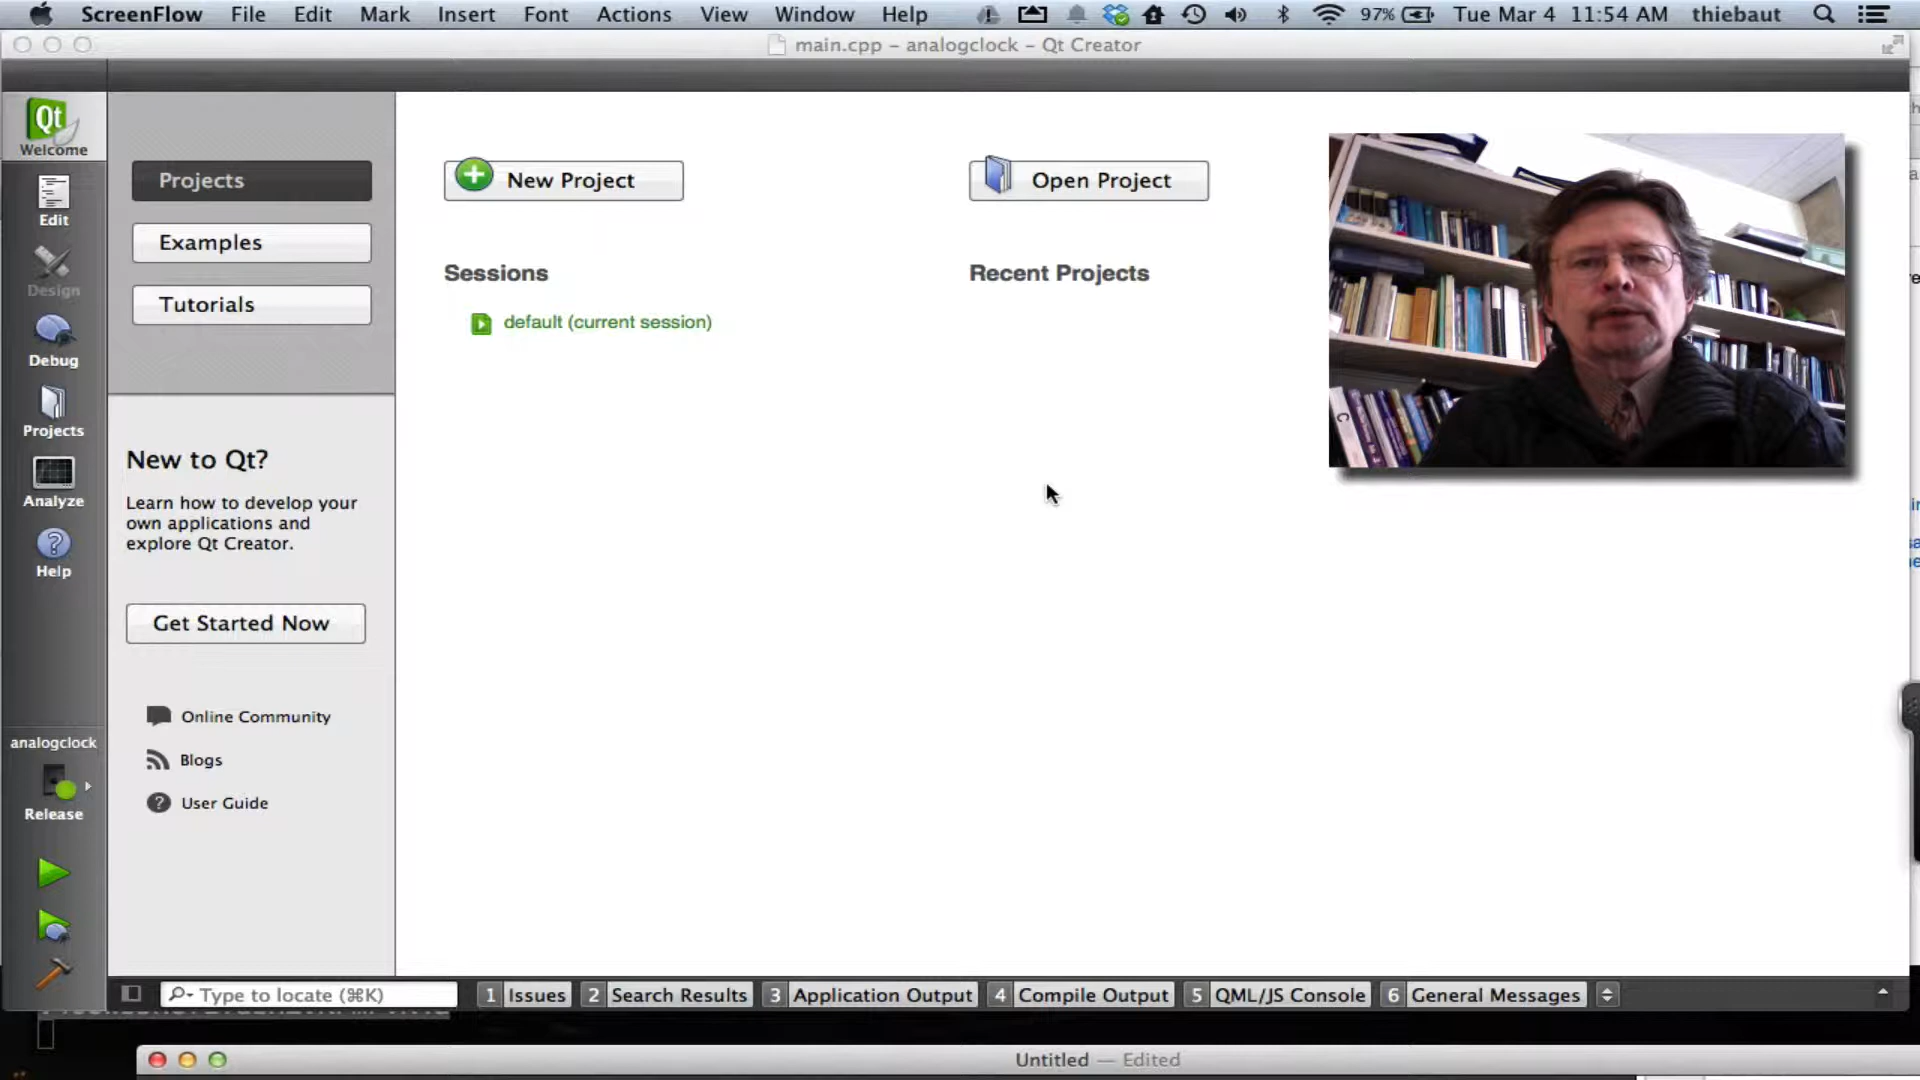 ScreenFlow File Edit Mark Insert Font Actions View Window Help 97% Tue Mar 4 11:54 AM thiebaut
main.cpp – analogclock – Qt Creator
Qt
Welcome
Edit
Design
Debug
Projects
Analyze
Help
analogclock
Release
Projects
Examples
Tutorials
New to Qt?
Learn how to develop your
own applications and
explore Qt Creator.
Get Started Now
Online Community
Blogs
User Guide
New Project
Sessions
default (current session)
Open Project
Recent Projects
Type to locate (⌘K) 1 Issues 2 Search Results 3 Application Output 4 Compile Output 5 QML/JS Console 6 General Messages
Untitled — Edited